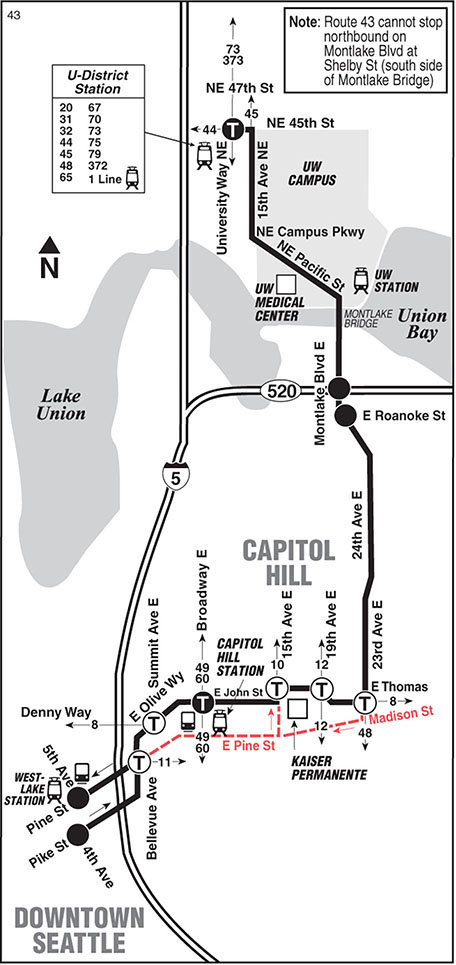 43
Note: Route 43 cannot stop
northbound on
Montlake Blvd at
Shelby St (south side
of Montlake Bridge)
U-District
Station
20 67
31 70
32 73
44 75
45 79
48 372
65 1 Line
73
373
NE 47th St
45
44
T
NE 45th St
University Way NE
15th Ave NE
UW
CAMPUS
NE Campus Pkwy
NE Pacific St
N
UW
MEDICAL
CENTER
UW
STATION
MONTLAKE
BRIDGE
Union
Bay
Lake
Union
520
Montlake Blvd E
E Roanoke St
5
24th Ave E
CAPITOL
HILL
Broadway E
Summit Ave E
15th Ave E
19th Ave E
23rd Ave E
49
60
CAPITOL
HILL
STATION
10
12
E Olive Wy
T
E John St
T
T
E Thomas
T
8
Denny Way
8
T
49
60
E Pine St
12
Madison St
48
KAISER
PERMANENTE
5th Ave
T
11
WEST-
LAKE
STATION
Pine St
Bellevue Ave
Pike St
4th Ave
DOWNTOWN
SEATTLE